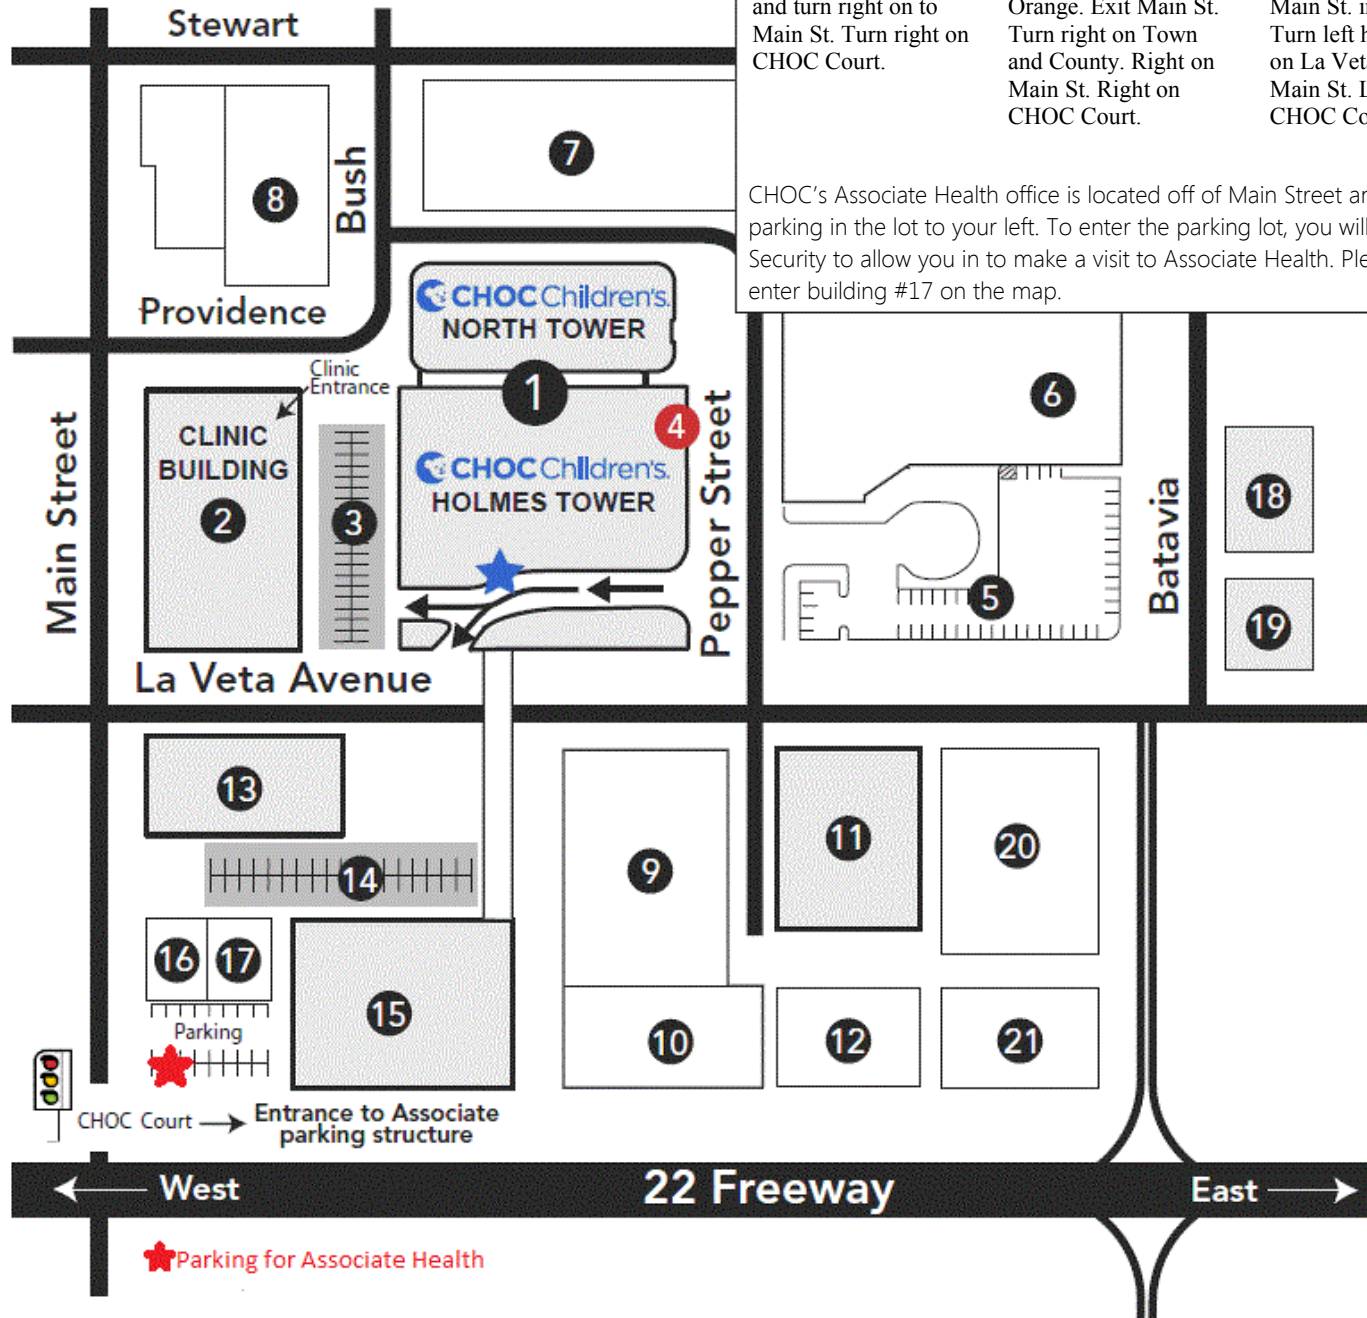 Stewart
and turn right on to
Main St. Turn right on
CHOC Court.
Orange. Exit Main St.
Turn right on Town
and County. Right on
Main St. Right on
CHOC Court.
Main St.
Turn left
on La
Main St.
CHOC
CHOC's Associate Health office is located off of Main Street
parking in the lot to your left. To enter the parking lot, you will
Security to allow you in to make a visit to Associate Health.
enter building #17 on the map.
8
Bush
7
Providence
CHOC Children's.
NORTH TOWER
1
Clinic
Entrance
CLINIC
BUILDING
2
3
4
CHOC Children's.
HOLMES TOWER
Main Street
Pepper Street
6
5
Batavia
18
19
La Veta Avenue
13
14
9
11
20
16
17
15
10
12
21
Parking
CHOC Court
Entrance to Associate
parking structure
West
22 Freeway
East
Parking for Associate Health